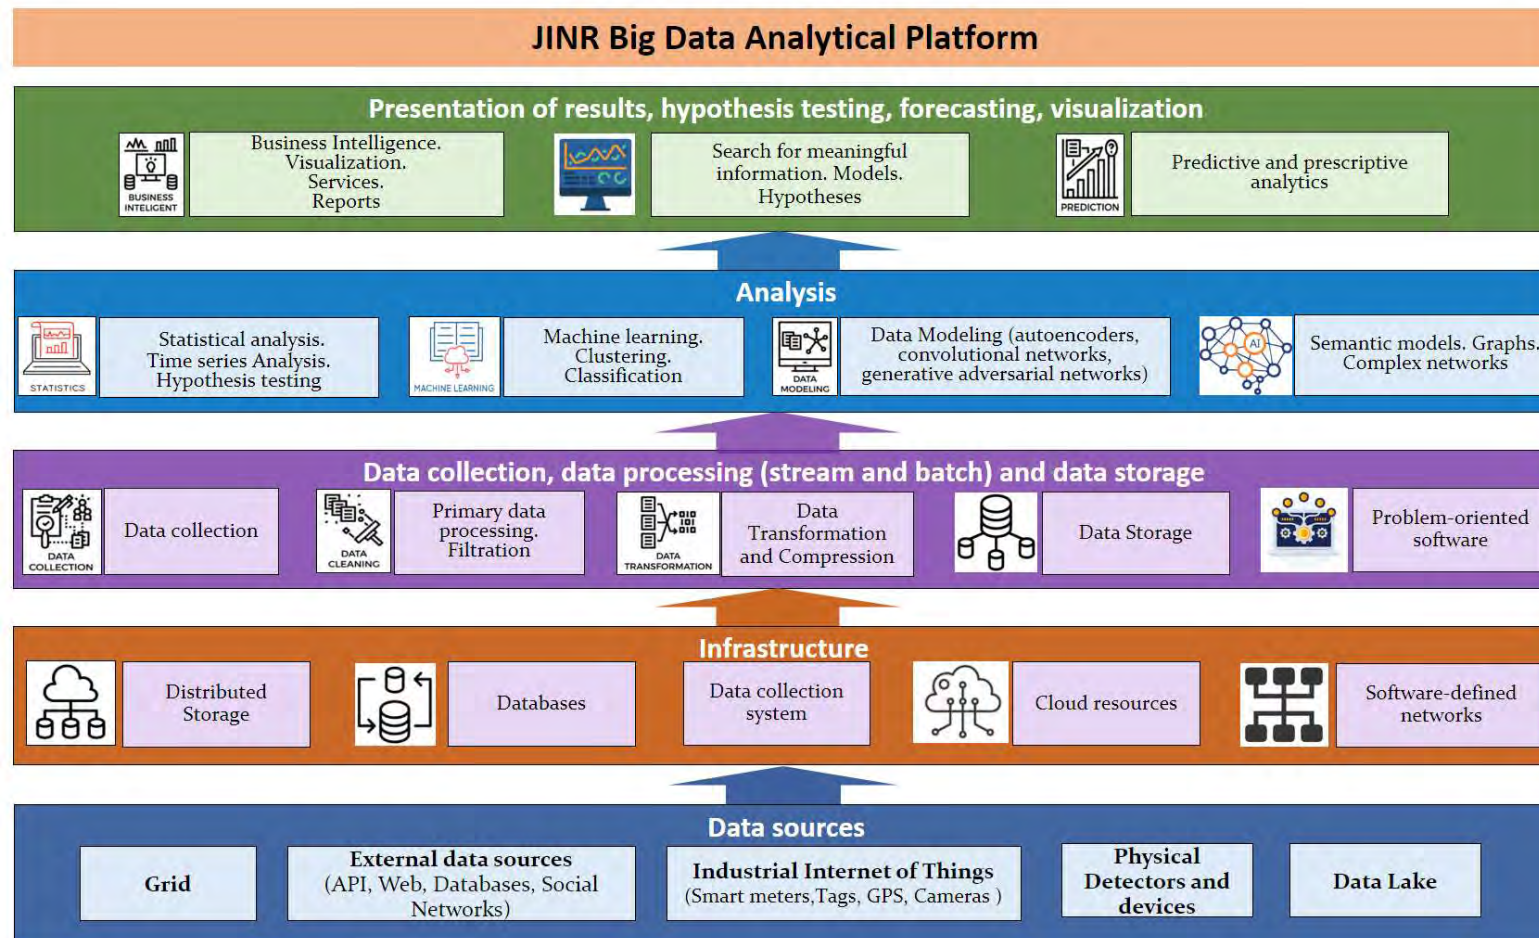 JINR Big Data Analytical Platform
Presentation of results, hypothesis testing, forecasting, visualization
BUSINESS
INTELIGENT
Business Intelligence.
Visualization.
Services.
Reports
Search for meaningful
information. Models.
Hypotheses
PREDICTION
Predictive and prescriptive
analytics
Analysis
STATISTICS
Statistical analysis.
Time series Analysis.
Hypothesis testing
MACHINE LEARNING
Machine learning.
Clustering.
Classification
DATA
MODELING
Data Modeling (autoencoders,
convolutional networks,
generative adversarial networks)
AI
Semantic models. Graphs.
Complex networks
Data collection, data processing (stream and batch) and data storage
DATA
COLLECTION
Data collection
DATA
CLEANING
Primary data
processing.
Filtration
DATA
TRANSFORMATION
Data
Transformation
and Compression
Data Storage
Problem-oriented
software
Infrastructure
Distributed
Storage
Databases
Data collection
system
Cloud resources
Software-defined
networks
Data sources
Grid
External data sources
(API, Web, Databases, Social
Networks)
Industrial Internet of Things
(Smart meters,Tags, GPS, Cameras )
Physical
Detectors and
devices
Data Lake